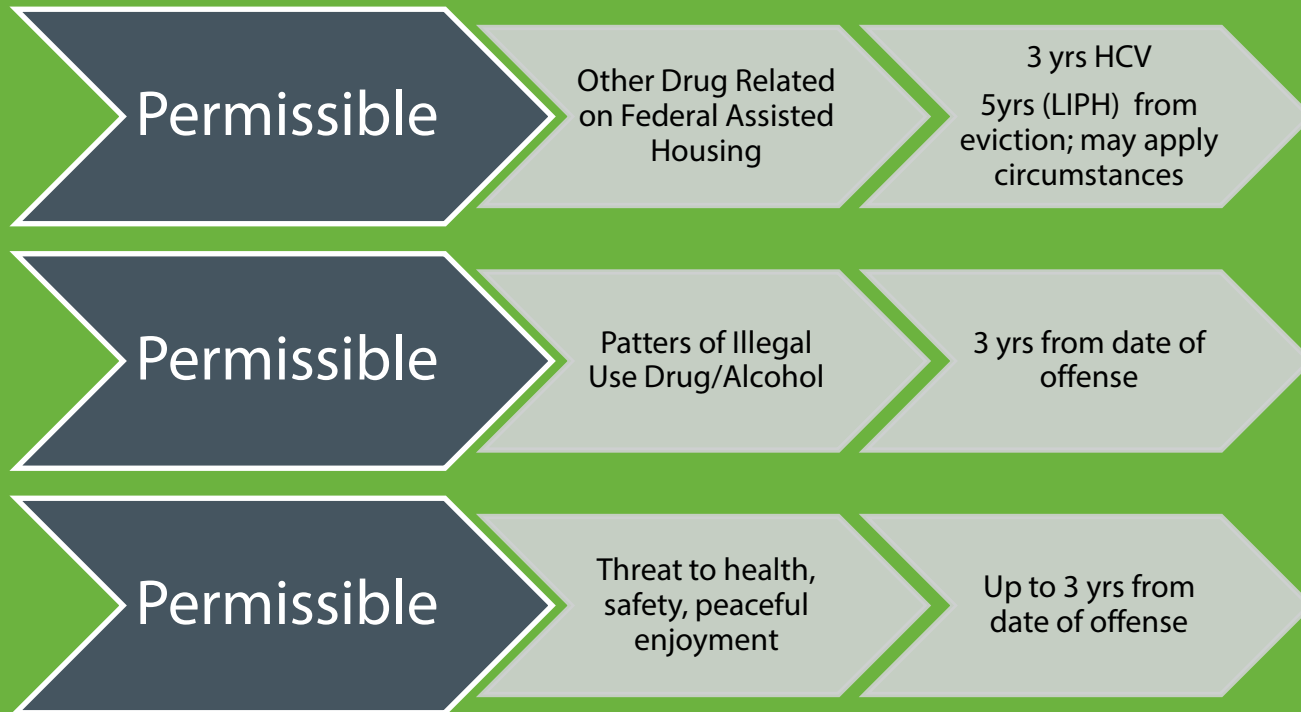 Permissible
Other Drug Related
on Federal Assisted
Housing
3 yrs HCV
5yrs (LIPH) from
eviction; may apply
circumstances
Permissible
Patters of Illegal
Use Drug/Alcohol
3 yrs from date of
offense
Permissible
Threat to health,
safety, peaceful
enjoyment
Up to 3 yrs from
date of offense